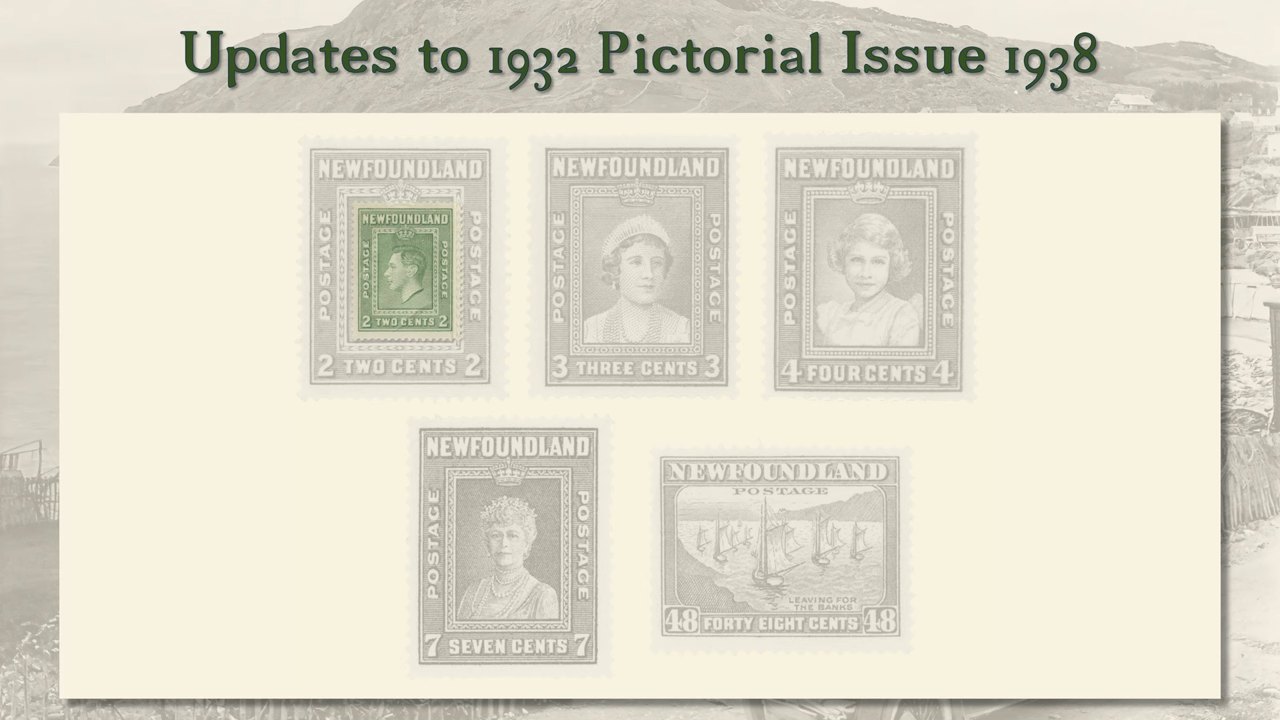 Updates to 1932 Pictorial Issue 1938
NEWFOUNDLAND
POSTAGE
POSTAGE
2 TWO CENTS 2
NEWFOUNDLAND
POSTAGE
POSTAGE
2 TWO CENTS 2
NEWFOUNDLAND
POSTAGE
POSTAGE
3 THREE CENTS 3
NEWFOUNDLAND
POSTAGE
POSTAGE
4 FOUR CENTS 4
NEWFOUNDLAND
POSTAGE
POSTAGE
7 SEVEN CENTS 7
NEWFOUNDLAND
POSTAGE
LEAVING FOR
THE BANKS
48 FORTY EIGHT CENTS 48